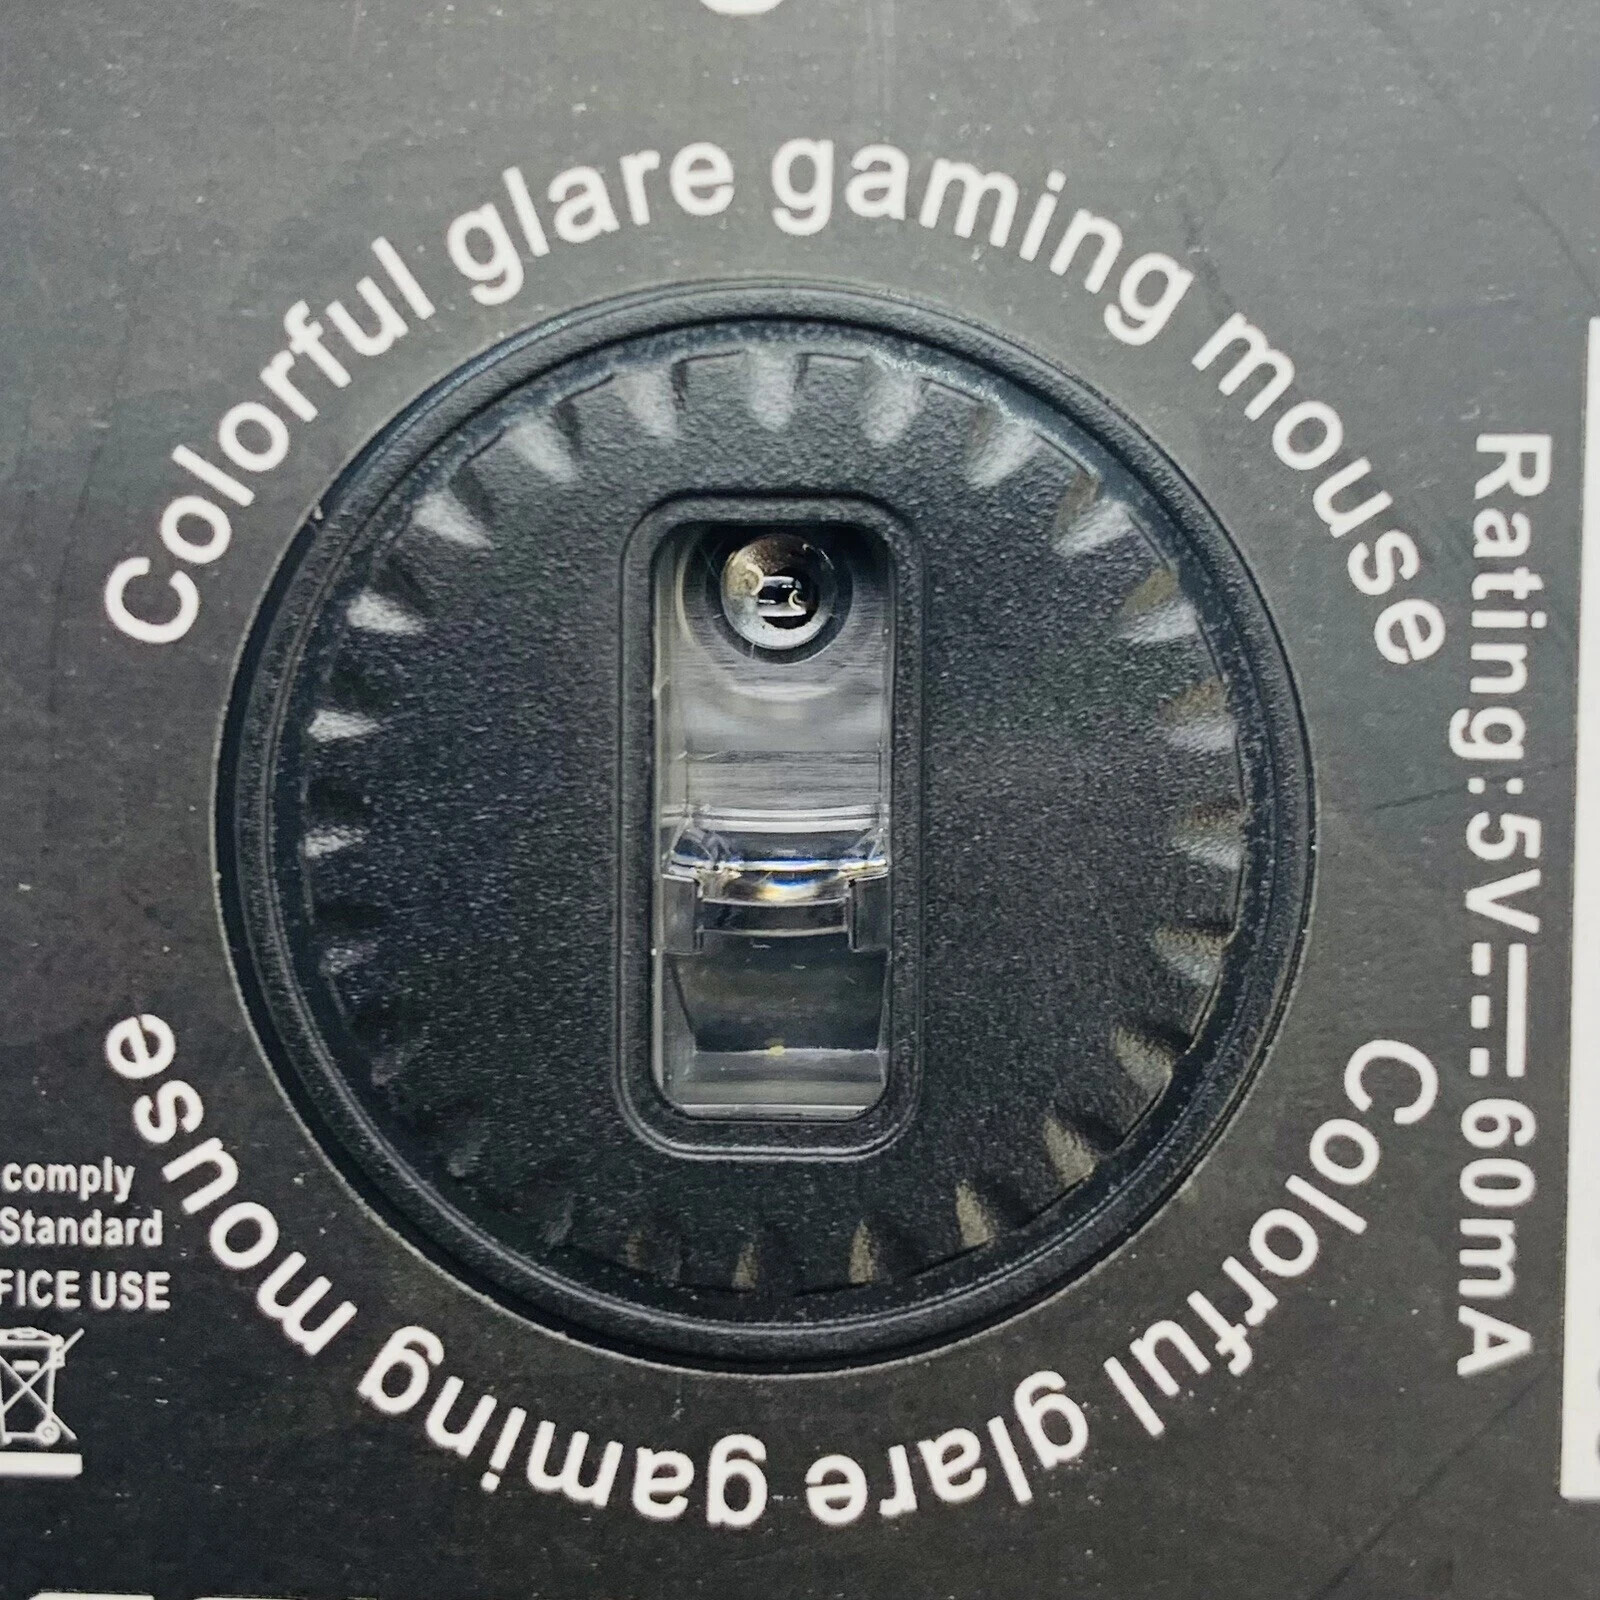 Colorful glare gaming mouse
Rating:5V⎓60mA
comply
Standard
FICE USE
Colorful glare gaming mouse